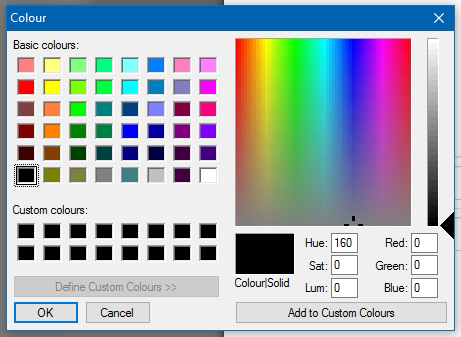 Colour
Basic colours:
Custom colours:
Define Custom Colours >>
OK
Cancel
Colour|Solid
Hue: 160
Sat: 0
Lum: 0
Red: 0
Green: 0
Blue: 0
Add to Custom Colours